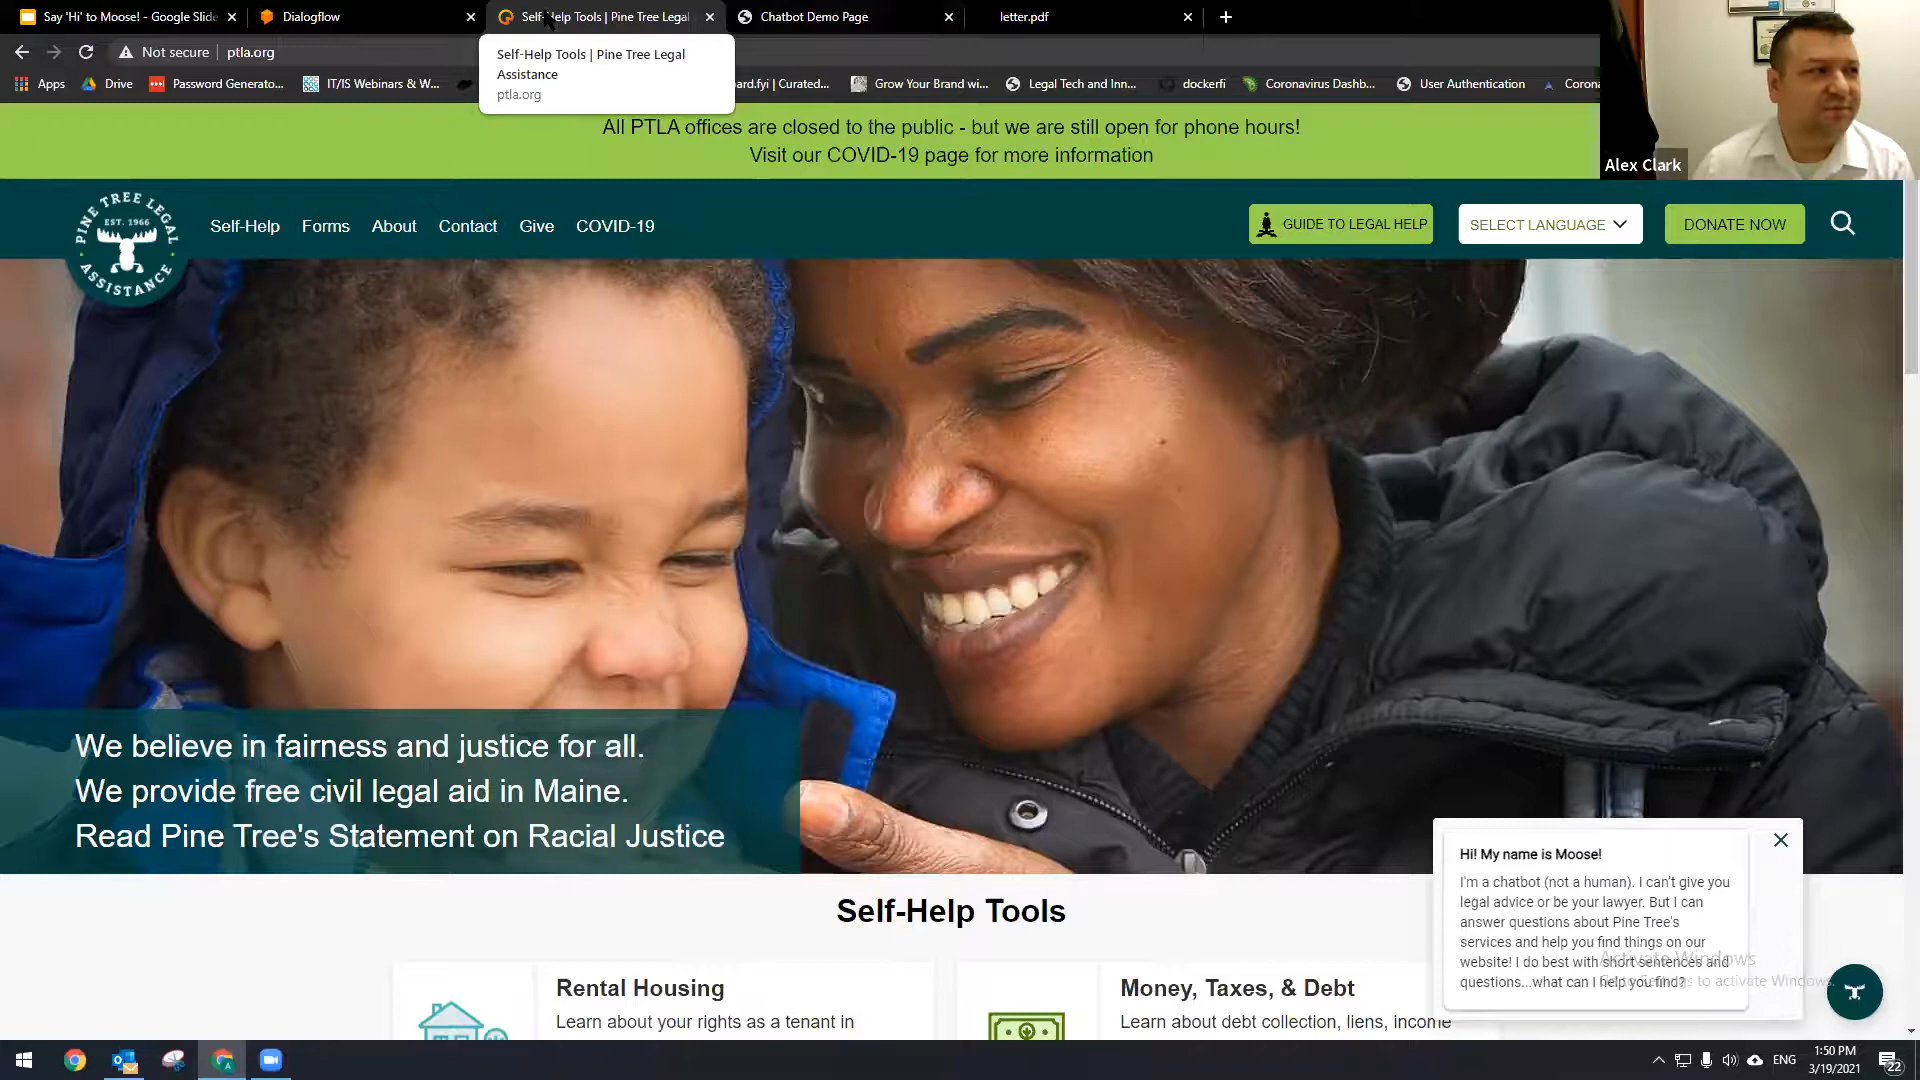 Say 'Hi' to Moose! - Google Slide
Dialogflow
Self-Help Tools | Pine Tree Legal
Chatbot Demo Page
letter.pdf
Not secure
ptla.org
Self-Help Tools | Pine Tree Legal
Assistance
ptla.org
Apps
Drive
Password Generato...
IT/IS Webinars & W...
ard.fyi | Curated...
Grow Your Brand wi...
Legal Tech and Inn...
dockerfi
Coronavirus Dashb...
User Authentication
Corona
Alex Clark
All PTLA offices are closed to the public - but we are still open for phone hours!
Visit our COVID-19 page for more information
PINE TREE LEGAL
EST. 1966
ASSISTANCE
Self-Help
Forms
About
Contact
Give
COVID-19
GUIDE TO LEGAL HELP
SELECT LANGUAGE
DONATE NOW
We believe in fairness and justice for all.
We provide free civil legal aid in Maine.
Read Pine Tree's Statement on Racial Justice
Self-Help Tools
Rental Housing
Learn about your rights as a tenant in
Money, Taxes, & Debt
Learn about debt collection, liens, income
Hi! My name is Moose!
I'm a chatbot (not a human). I can't give you
legal advice or be your lawyer. But I can
answer questions about Pine Tree's
services and help you find things on our
website! I do best with short sentences and
questions...what can I help you find?
Activate Windows
Go to Settings to activate Windows.
ENG
1:50 PM
3/19/2021
22